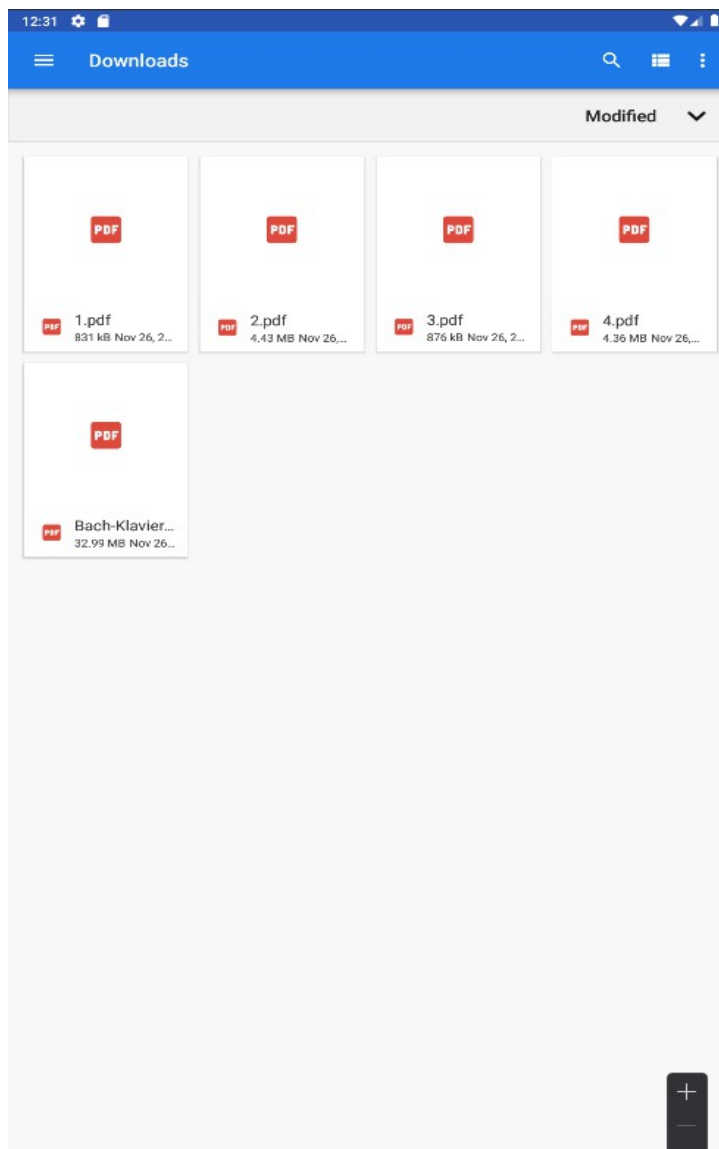 12:31
Downloads
Modified
PDF
PDF
PDF
PDF
PDF 1.pdf
831 kB Nov 26, 2...
PDF 2.pdf
4.43 MB Nov 26,...
PDF 3.pdf
876 kB Nov 26, 2...
PDF 4.pdf
4.36 MB Nov 26,...
PDF
PDF Bach-Klavier...
32.99 MB Nov 26...